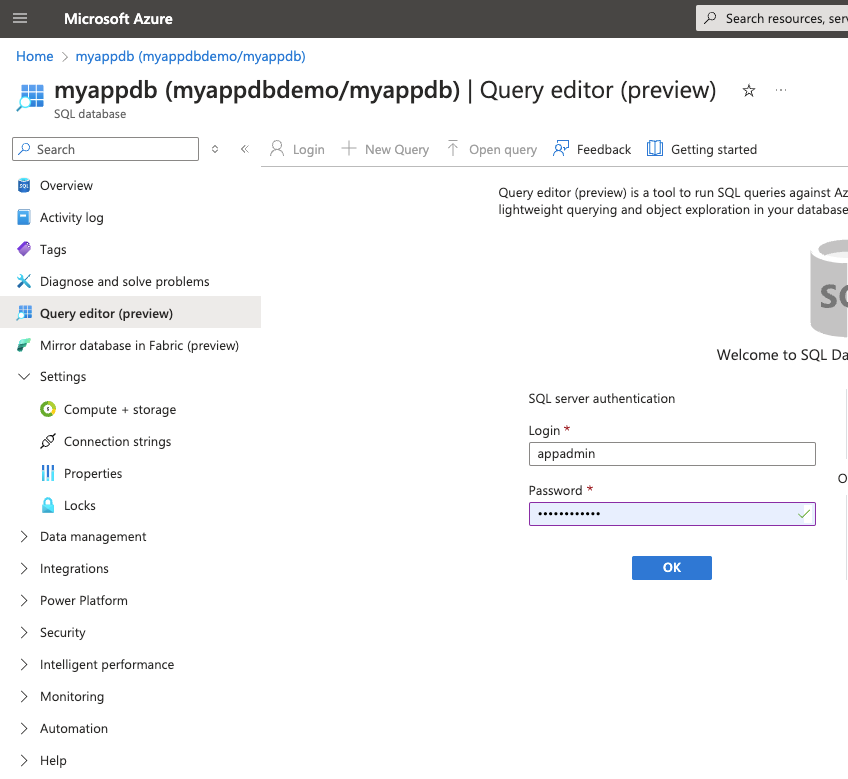 Microsoft Azure
Search resources, ser
Home > myappdb (myappdbdemo/myappdb)
myappdb (myappdbdemo/myappdb) | Query editor (preview)
SQL database
Search
Login
New Query
Open query
Feedback
Getting started
Overview
Activity log
Tags
Diagnose and solve problems
Query editor (preview)
Mirror database in Fabric (preview)
Settings
Compute + storage
Connection strings
Properties
Locks
Data management
Integrations
Power Platform
Security
Intelligent performance
Monitoring
Automation
Help
Query editor (preview) is a tool to run SQL queries against Az
lightweight querying and object exploration in your database
SQ
Welcome to SQL Da
SQL server authentication
Login *
appadmin
Password *
••••••••••••
OK
O